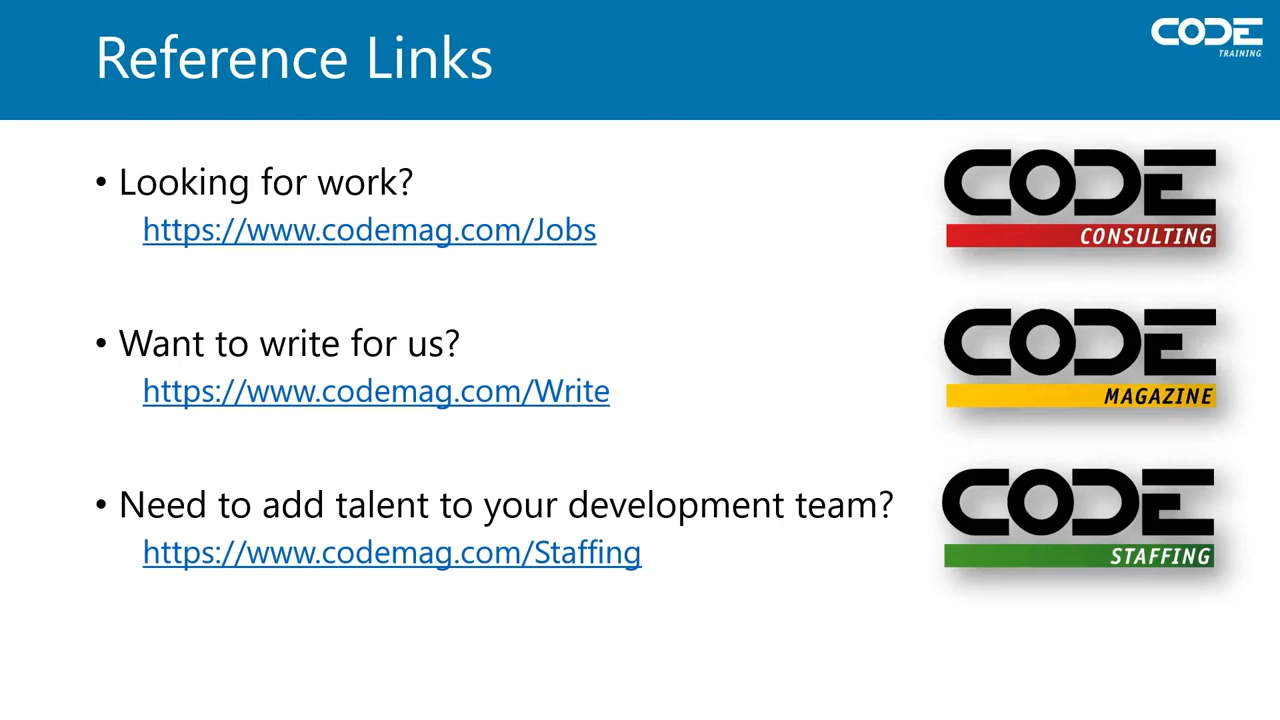 Reference Links
CODE
TRAINING
• Looking for work?
https://www.codemag.com/Jobs
CODE
CONSULTING
• Want to write for us?
https://www.codemag.com/Write
CODE
MAGAZINE
• Need to add talent to your development team?
https://www.codemag.com/Staffing
CODE
STAFFING